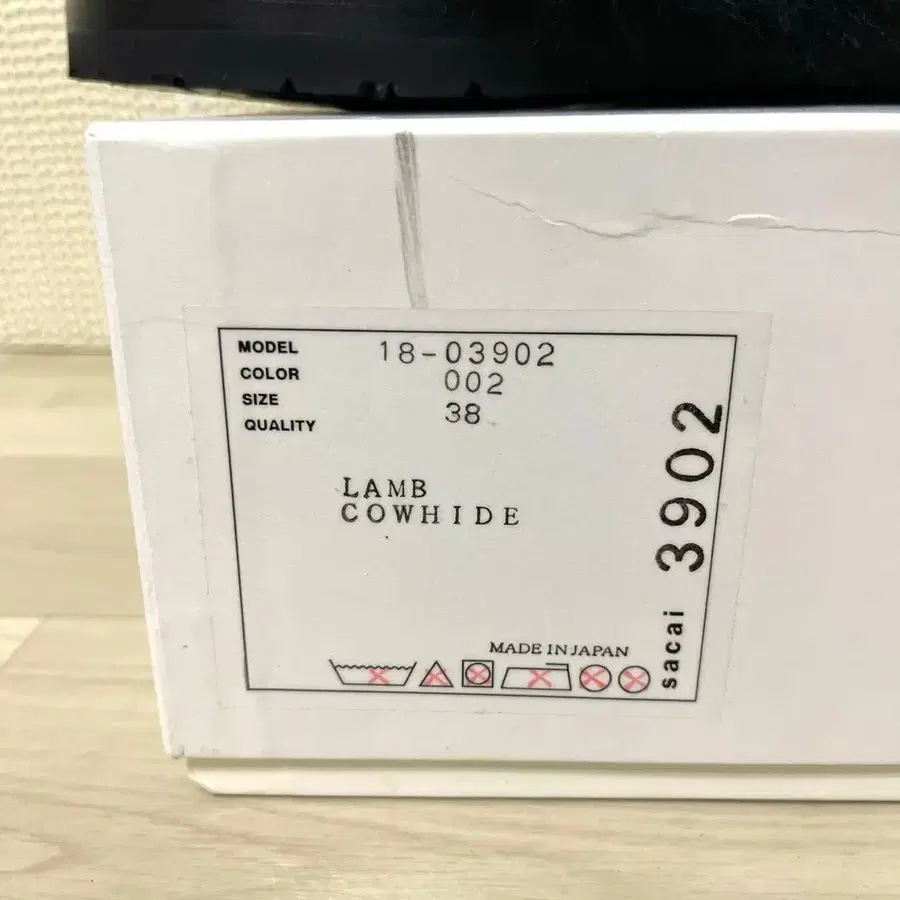 MODEL 18-03902
COLOR 002
SIZE 38
QUALITY
LAMB
COWHIDE
MADE IN JAPAN
sacai 3902